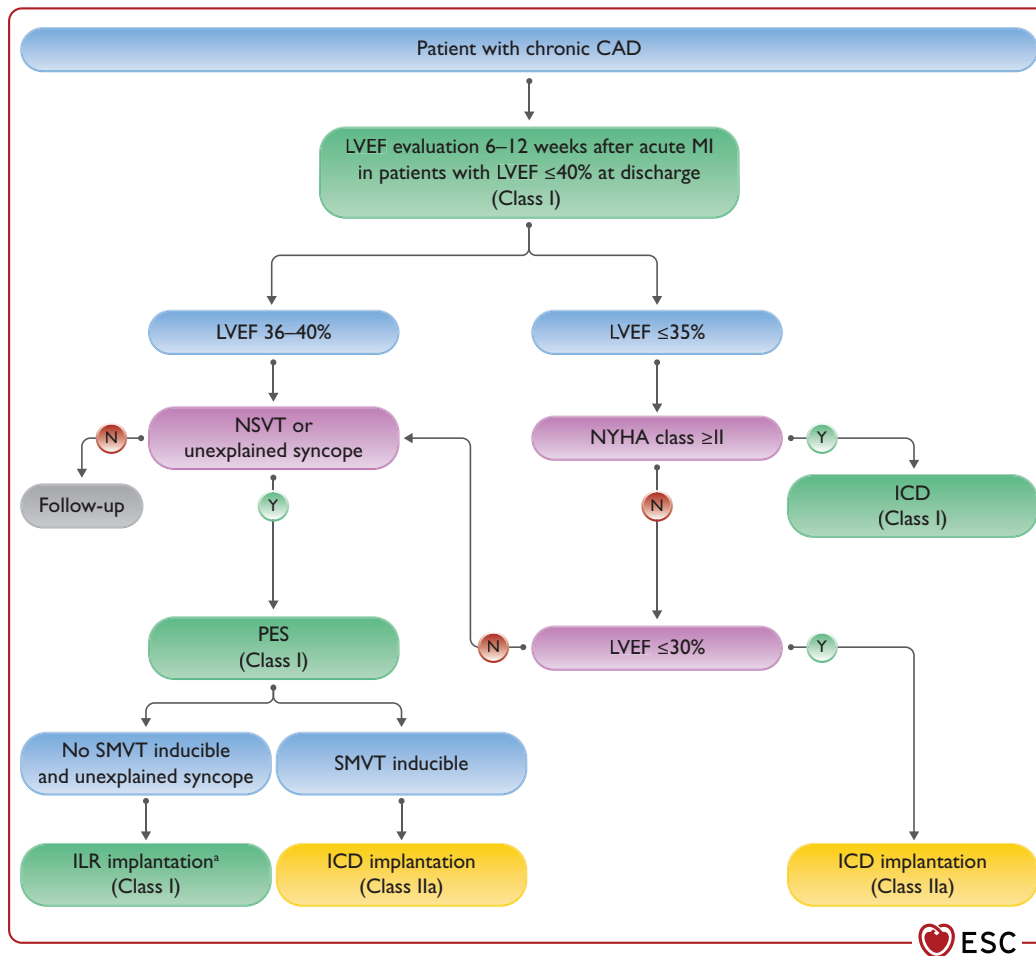 Patient with chronic CAD
LVEF evaluation 6–12 weeks after acute MI
in patients with LVEF ≤40% at discharge
(Class I)
LVEF 36–40%
LVEF ≤35%
NSVT or
unexplained syncope
N
Follow-up
Y
NYHA class ≥II
Y
ICD
(Class I)
N
PES
(Class I)
N
LVEF ≤30%
Y
No SMVT inducible
and unexplained syncope
SMVT inducible
ILR implantationᵃ
(Class I)
ICD implantation
(Class IIa)
ICD implantation
(Class IIa)
ESC